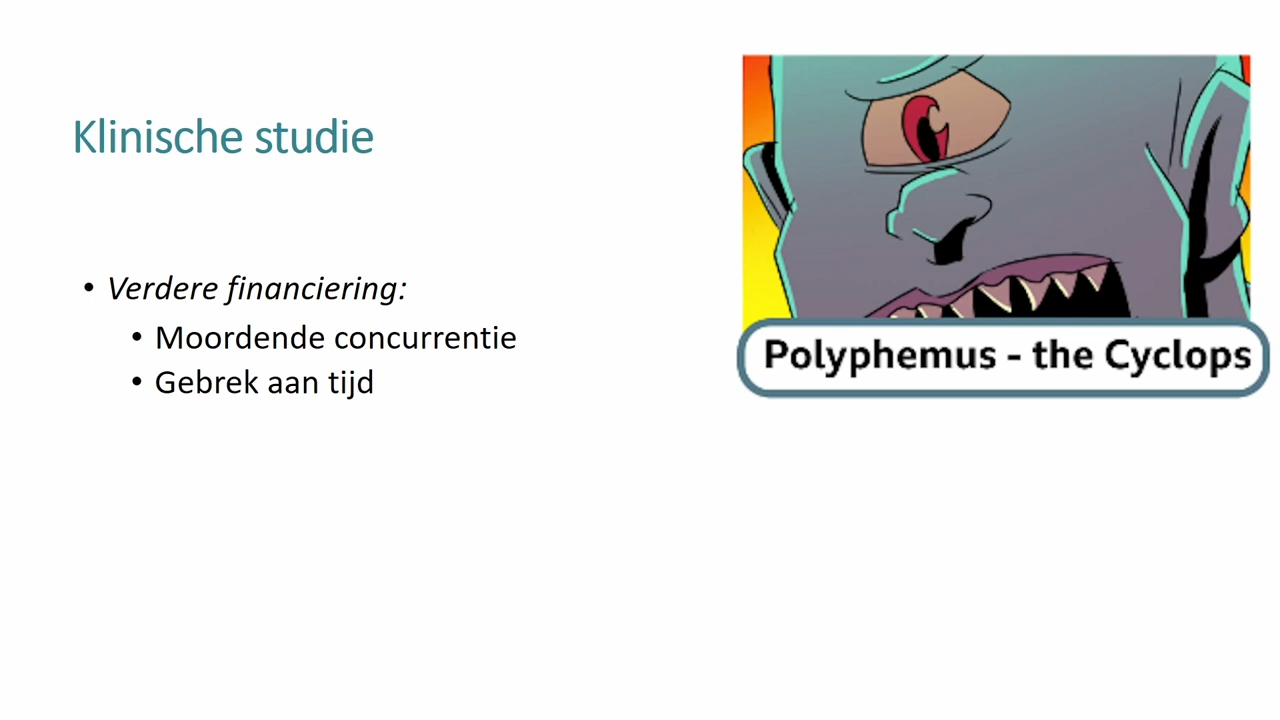 Klinische studie
• Verdere financiering:
• Moordende concurrentie
• Gebrek aan tijd
Polyphemus - the Cyclops